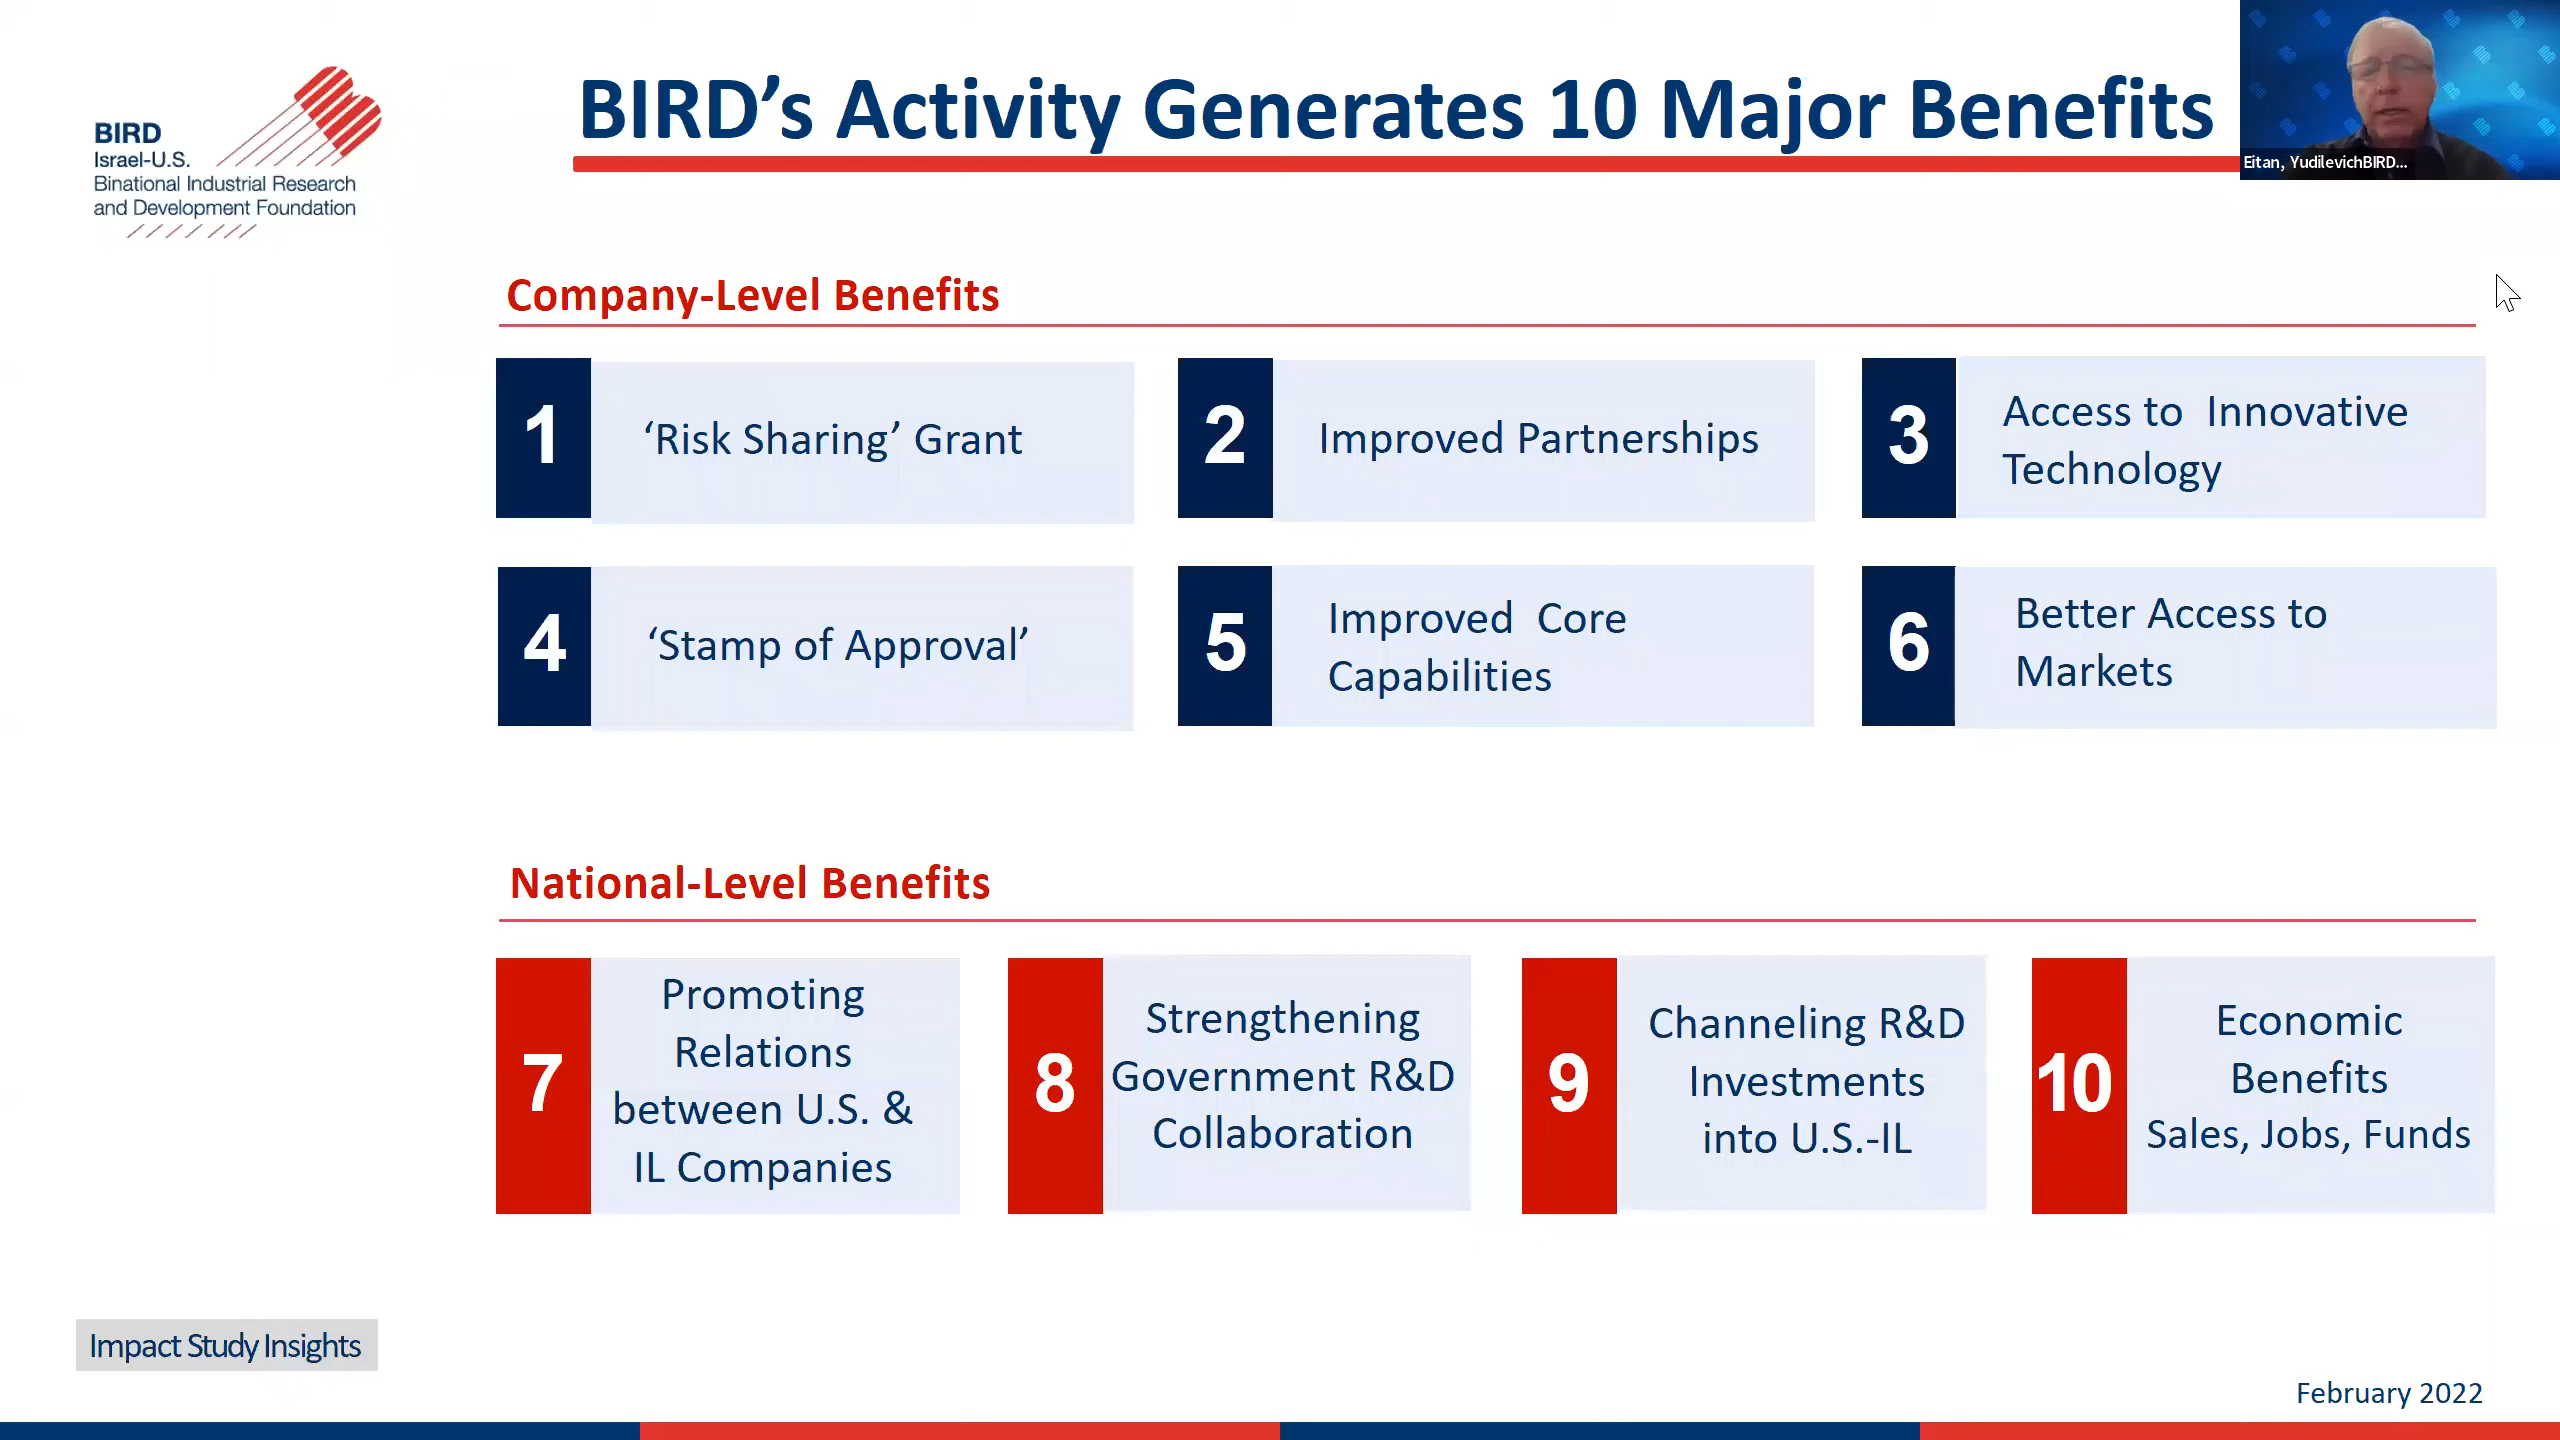 BIRD
Israel-U.S.
Binational Industrial Research
and Development Foundation
BIRD’s Activity Generates 10 Major Benefits
Eitan, YudilevichBIRD...
Company-Level Benefits
1
‘Risk Sharing’ Grant
2
Improved Partnerships
3
Access to Innovative
Technology
4
‘Stamp of Approval’
5
Improved Core
Capabilities
6
Better Access to
Markets
National-Level Benefits
7
Promoting
Relations
between U.S. &
IL Companies
8
Strengthening
Government R&D
Collaboration
9
Channeling R&D
Investments
into U.S.-IL
10
Economic
Benefits
Sales, Jobs, Funds
Impact Study Insights
February 2022